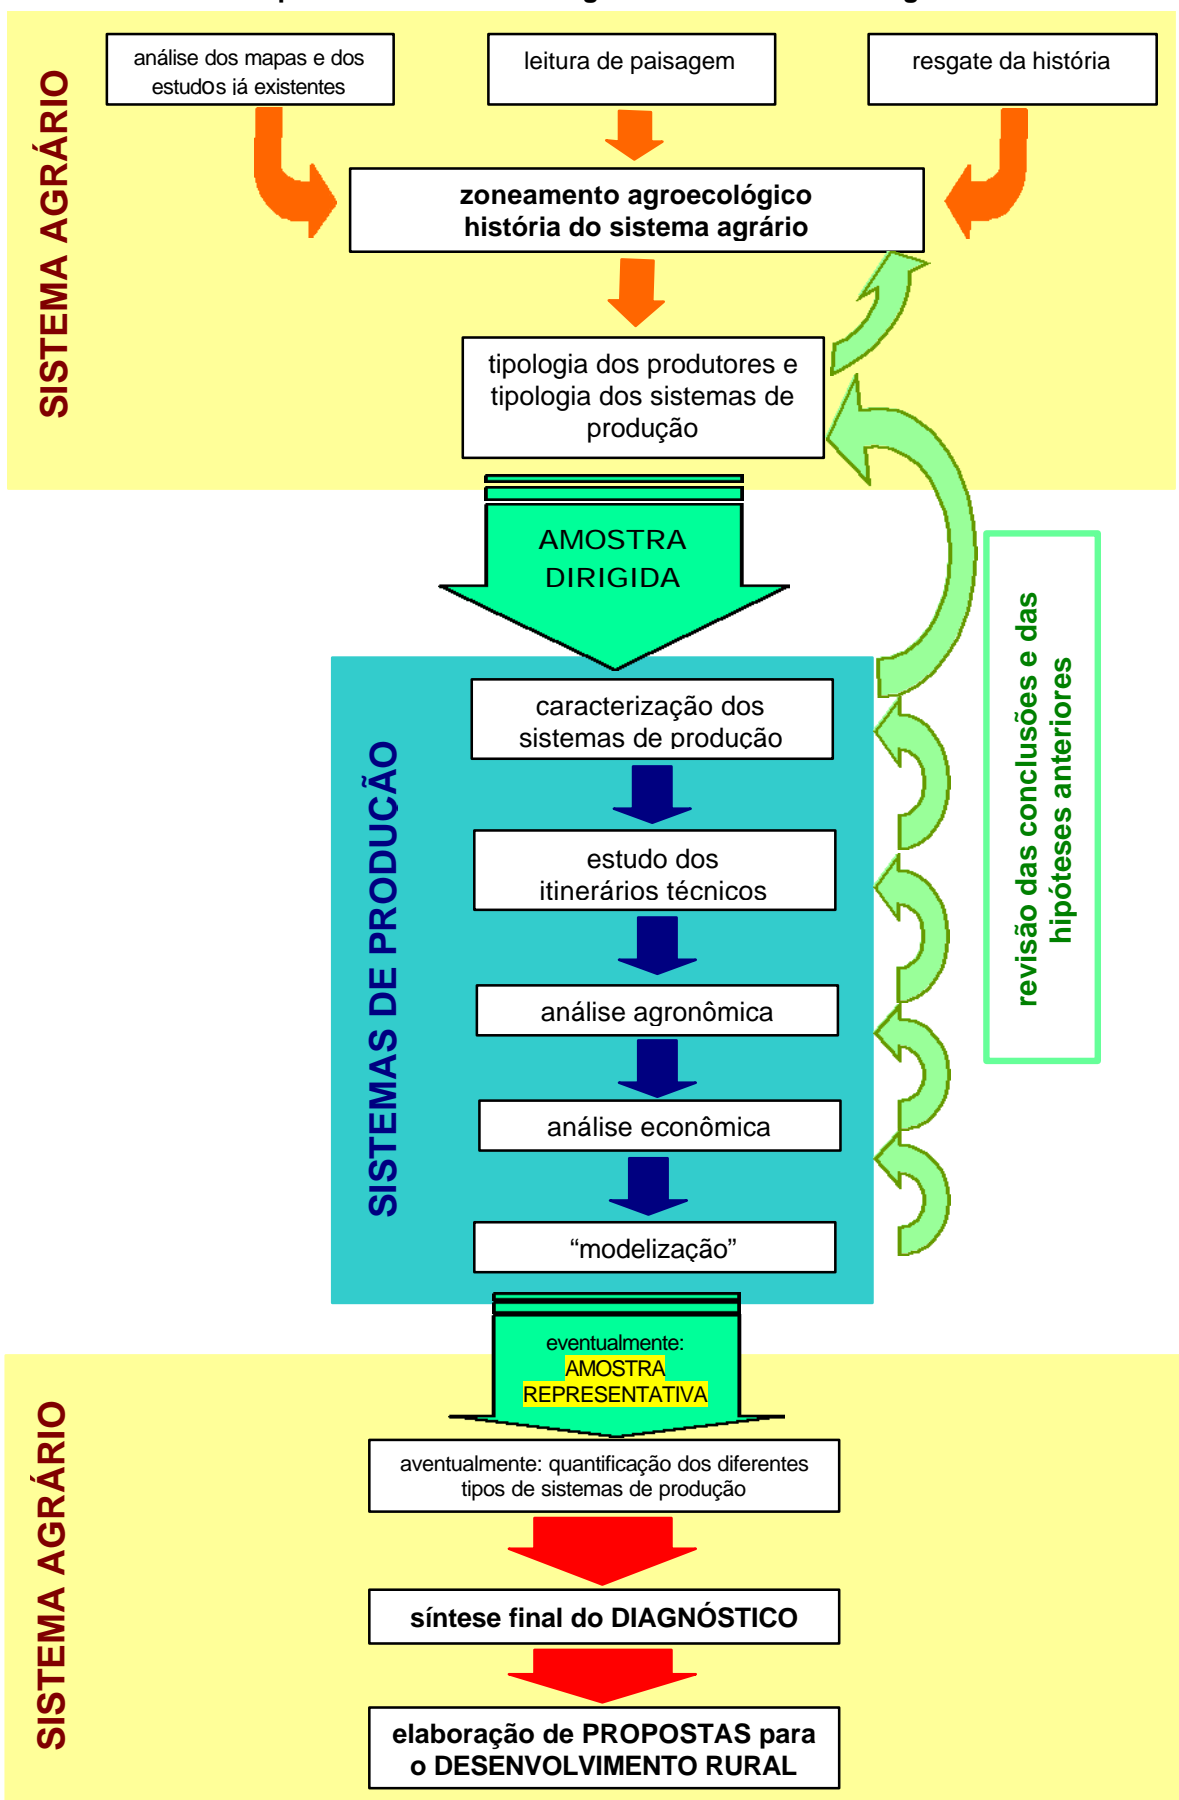 análise dos mapas e dos
estudos já existentes
leitura de paisagem
resgate da história
SISTEMA AGRÁRIO
zoneamento agroecológico
história do sistema agrário
tipologia dos produtores e
tipologia dos sistemas de
produção
AMOSTRA
DIRIGIDA
revisão das conclusões e das
hipóteses anteriores
SISTEMAS DE PRODUÇÃO
caracterização dos
sistemas de produção
estudo dos
itinerários técnicos
análise agronômica
análise econômica
“modelização”
eventualmente:
AMOSTRA
REPRESENTATIVA
SISTEMA AGRÁRIO
aventualmente: quantificação dos diferentes
tipos de sistemas de produção
síntese final do DIAGNÓSTICO
elaboração de PROPOSTAS para
o DESENVOLVIMENTO RURAL